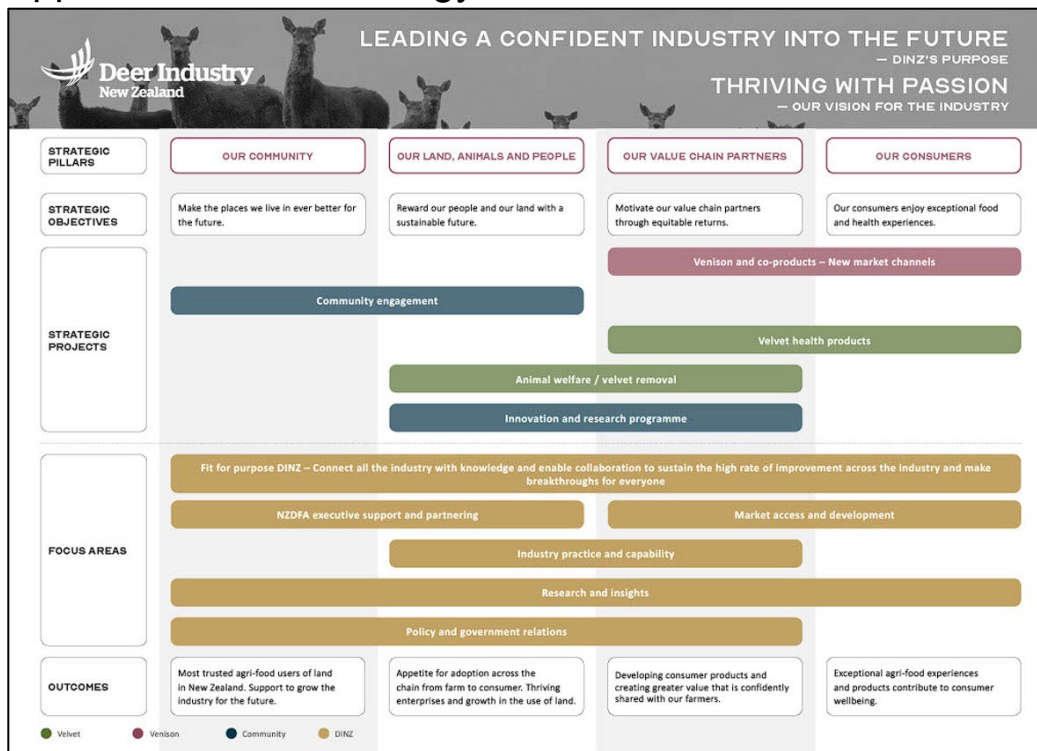 LEADING A CONFIDENT INDUSTRY INTO THE FUTURE
— DINZ'S PURPOSE
THRIVING WITH PASSION
— OUR VISION FOR THE INDUSTRY
Deer Industry
New Zealand
STRATEGIC
PILLARS
OUR COMMUNITY
OUR LAND, ANIMALS AND PEOPLE
OUR VALUE CHAIN PARTNERS
OUR CONSUMERS
STRATEGIC
OBJECTIVES
Make the places we live in ever better for
the future.
Reward our people and our land with a
sustainable future.
Motivate our value chain partners
through equitable returns.
Our consumers enjoy exceptional food
and health experiences.
STRATEGIC
PROJECTS
Venison and co-products – New market channels
Community engagement
Velvet health products
Animal welfare / velvet removal
Innovation and research programme
FOCUS AREAS
Fit for purpose DINZ – Connect all the industry with knowledge and enable collaboration to sustain the high rate of improvement across the industry and make
breakthroughs for everyone
NZDFA executive support and partnering
Market access and development
Industry practice and capability
Research and insights
Policy and government relations
OUTCOMES
Most trusted agri-food users of land
in New Zealand. Support to grow the
industry for the future.
Appetite for adoption across the
chain from farm to consumer. Thriving
enterprises and growth in the use of land.
Developing consumer products and
creating greater value that is confidently
shared with our farmers.
Exceptional agri-food experiences
and products contribute to consumer
wellbeing.
Velvet
Venison
Community
DINZ